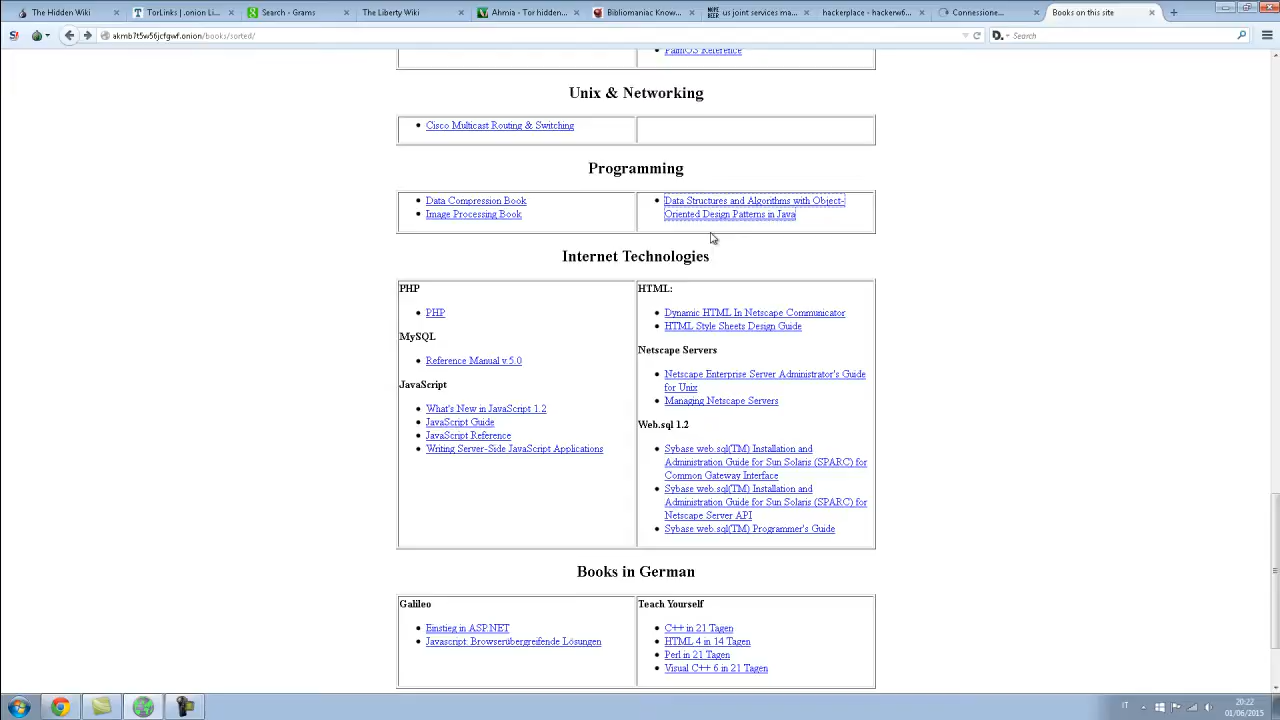 The Hidden Wiki
TorLinks | .onion Li...
Search - Grams
The Liberty Wiki
Ahmia - Tor hidden...
Bibliomaniac Know...
us joint services ma...
hackerplace - hackerw6...
Connessione...
Books on this site
akmb7t5w56jcfgwf.onion/books/sorted/
Search
PalmOS Reference
Unix & Networking
Cisco Multicast Routing & Switching
Programming
Data Compression Book
Image Processing Book
Data Structures and Algorithms with Object-
Oriented Design Patterns in Java
Internet Technologies
PHP
PHP
MySQL
Reference Manual v.5.0
JavaScript
What's New in JavaScript 1.2
JavaScript Guide
JavaScript Reference
Writing Server-Side JavaScript Applications
HTML:
Dynamic HTML In Netscape Communicator
HTML Style Sheets Design Guide
Netscape Servers
Netscape Enterprise Server Administrator's Guide
for Unix
Managing Netscape Servers
Web.sql 1.2
Sybase web.sql(TM) Installation and
Administration Guide for Sun Solaris (SPARC) for
Common Gateway Interface
Sybase web.sql(TM) Installation and
Administration Guide for Sun Solaris (SPARC) for
Netscape Server API
Sybase web.sql(TM) Programmer's Guide
Books in German
Galileo
Einstieg in ASP.NET
Javascript: Browserübergreifende Lösungen
Teach Yourself
C++ in 21 Tagen
HTML 4 in 14 Tagen
Perl in 21 Tagen
Visual C++ 6 in 21 Tagen
IT
20:22
01/06/2015